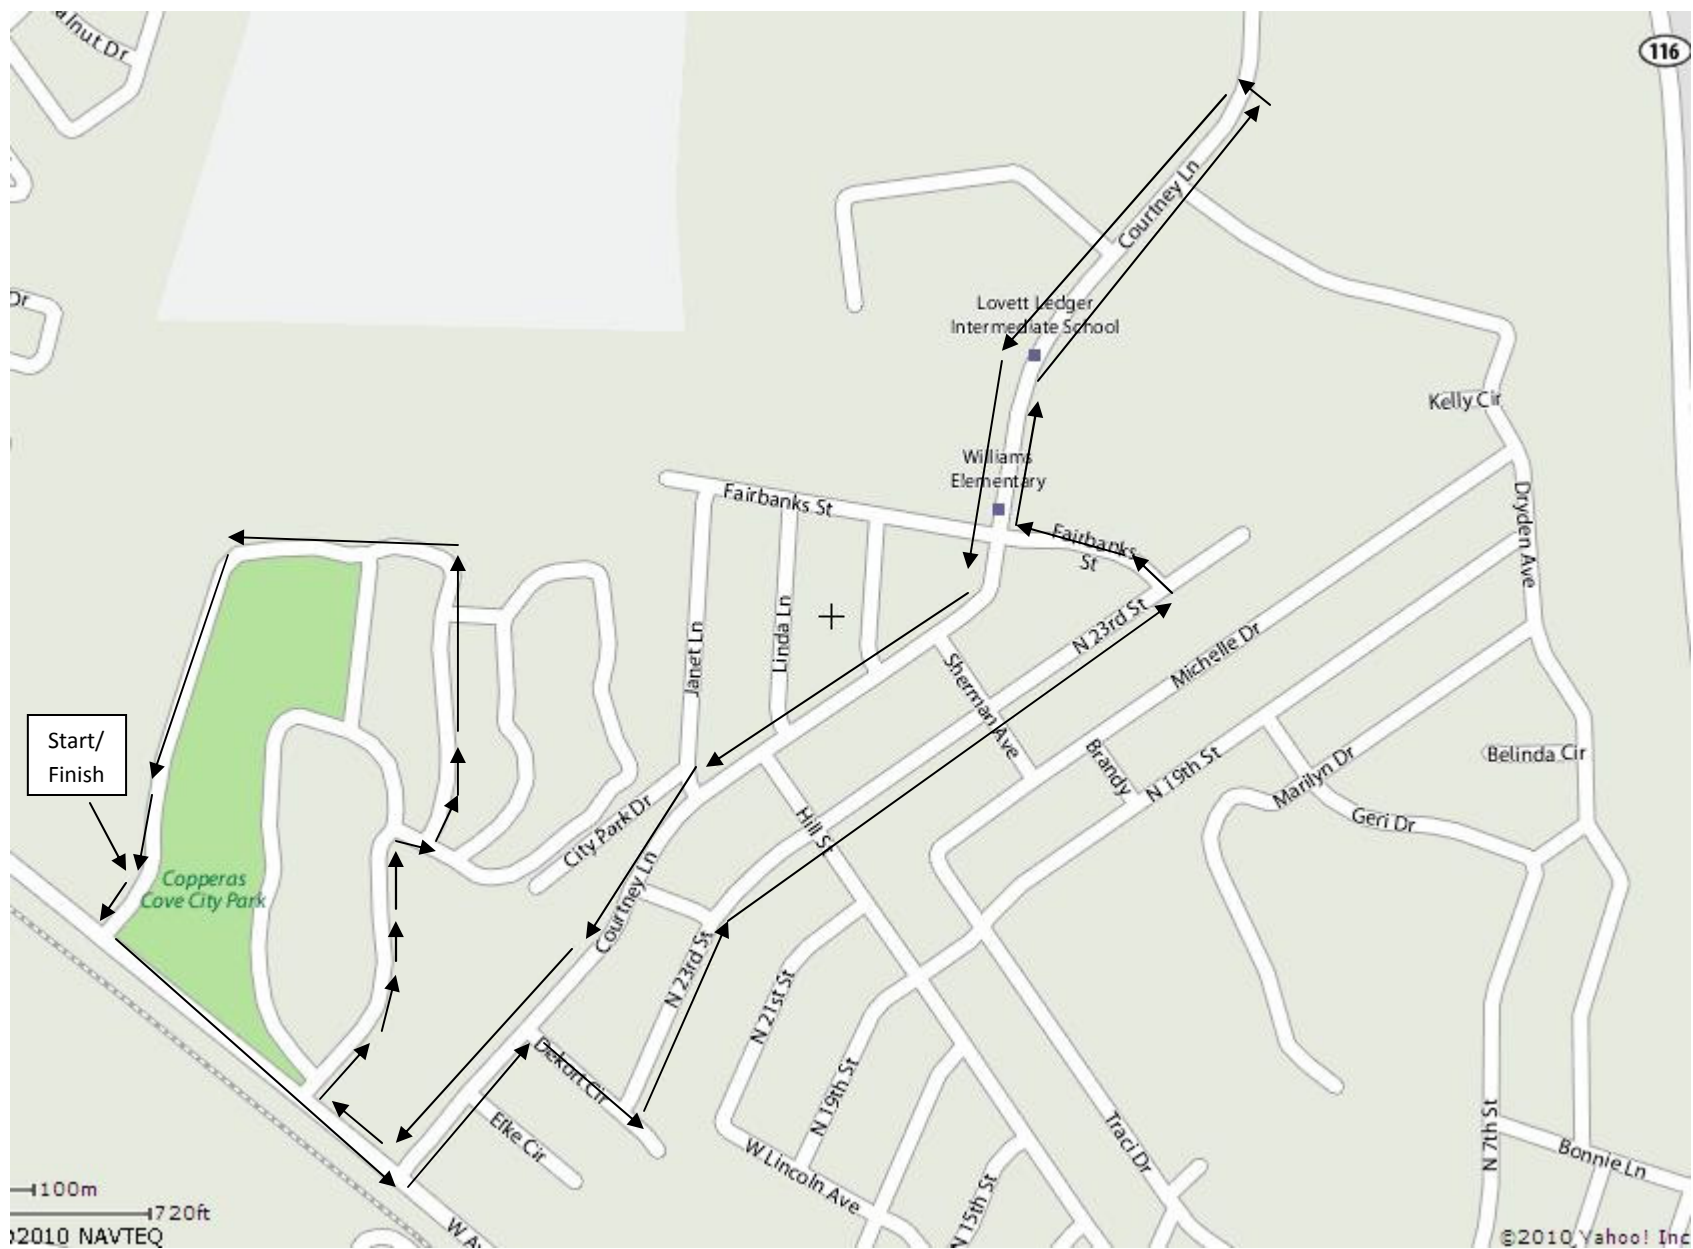 alnut Dr
116
Courtney Ln
Lovett Ledger
Intermediate School
Dr
Kelly Cir
Williams
Elementary
Fairbanks St
Fairbanks
St
Dryden Ave
N 23rd St
Janet Ln
Linda Ln
Michelle Dr
Sherman Ave
Start/
Finish
Brandy
N 19th St
Belinda Cir
Marilyn Dr
City Park Dr
Hill St
Geri Dr
Copperas
Cove City Park
Courtney Ln
N 23rd St
N 21st St
Dekort Cir
N 19th St
Elke Cir
Traci Dr
N 7th St
Bonnie Ln
W Lincoln Ave
N 15th St
100m
720ft
W Av
©2010 NAVTEQ
©2010 Yahoo! Inc